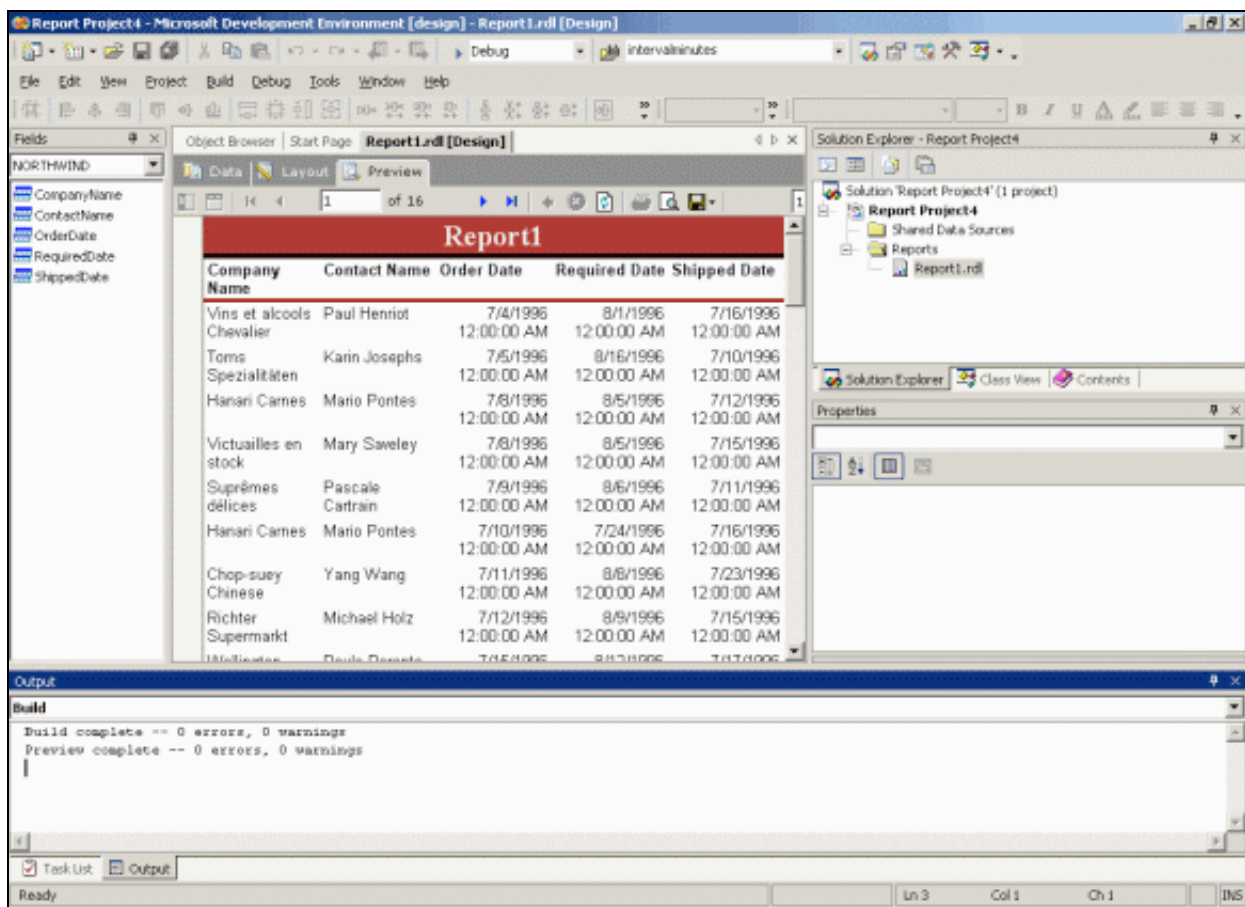 Report Project4 - Microsoft Development Environment [design] - Report1.rdl [Design]
Debug intervalminutes
File Edit View Project Build Debug Tools Window Help
Fields
NORTHWIND
CompanyName
ContactName
OrderDate
RequiredDate
ShippedDate
Object Browser Start Page Report1.rdl [Design]
Data Layout Preview
1 of 16 1
Report1
Company Name Contact Name Order Date Required Date Shipped Date
Vins et alcools Chevalier Paul Henriot 7/4/1996 12:00:00 AM 8/1/1996 12:00:00 AM 7/16/1996 12:00:00 AM
Toms Spezialitäten Karin Josephs 7/5/1996 12:00:00 AM 8/16/1996 12:00:00 AM 7/10/1996 12:00:00 AM
Hanari Carnes Mario Pontes 7/8/1996 12:00:00 AM 8/5/1996 12:00:00 AM 7/12/1996 12:00:00 AM
Victuailles en stock Mary Saveley 7/8/1996 12:00:00 AM 8/5/1996 12:00:00 AM 7/15/1996 12:00:00 AM
Suprêmes délices Pascale Cartrain 7/9/1996 12:00:00 AM 8/6/1996 12:00:00 AM 7/11/1996 12:00:00 AM
Hanari Carnes Mario Pontes 7/10/1996 12:00:00 AM 7/24/1996 12:00:00 AM 7/16/1996 12:00:00 AM
Chop-suey Chinese Yang Wang 7/11/1996 12:00:00 AM 8/8/1996 12:00:00 AM 7/23/1996 12:00:00 AM
Richter Supermarkt Michael Holz 7/12/1996 12:00:00 AM 8/9/1996 12:00:00 AM 7/15/1996 12:00:00 AM
Solution Explorer - Report Project4
Solution 'Report Project4' (1 project)
Report Project4
Shared Data Sources
Reports
Report1.rdl
Solution Explorer Class View Contents
Properties
Output
Build
Build complete -- 0 errors, 0 warnings
Preview complete -- 0 errors, 0 warnings
Task List Output
Ready Ln 3 Col 1 Ch 1 INS